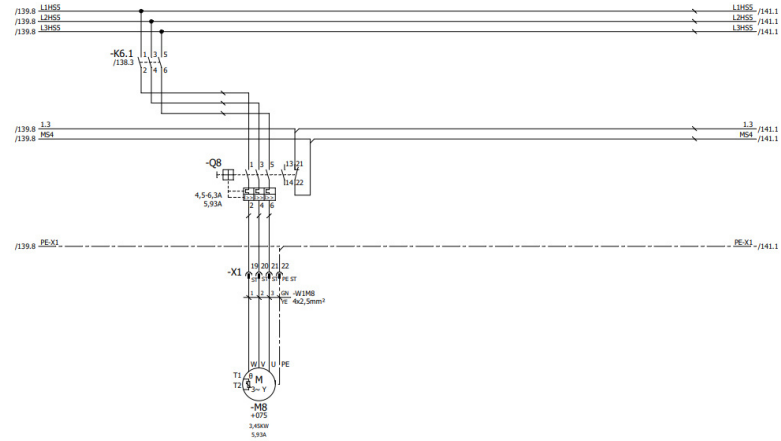 L1HS5 L1HS5
/139.8 /141.1
L2HS5 L2HS5
/139.8 /141.1
L3HS5 L3HS5
/139.8 /141.1
-K6.1 1 3 5
/138.3
2 4 6
1.3 1.3
/139.8 /141.1
MS4 MS4
/139.8 /141.1
-Q8 1 3 5 13 21
14 22
4,5-6,3A
5,93A
I>> I>> I>>
2 4 6
PE-X1 PE-X1
/139.8 /141.1
-X1 19 20 21 22
ST ST ST PE ST
1 2 3 GN -W1M8
YE 4x2,5mm²
W V U PE
T1 θ M
T2 3~ Y
-M8
+075
3,45KW
5,93A